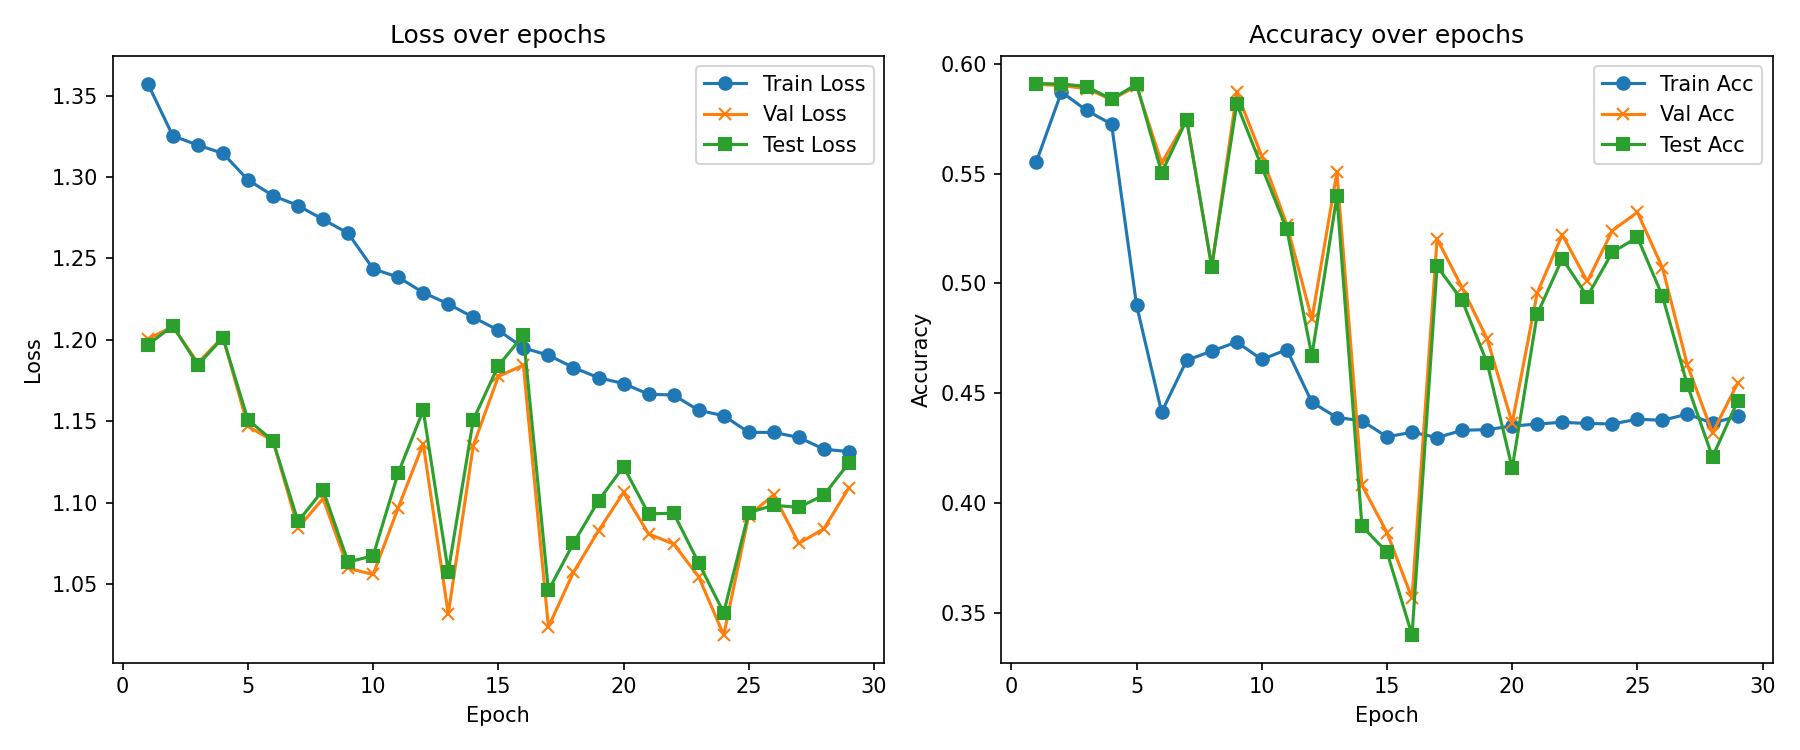 Loss over epochs
Train Loss
Val Loss
Test Loss
1.35
1.30
1.25
1.20
1.15
1.10
1.05
Loss
0 5 10 15 20 25 30
Epoch
Accuracy over epochs
Train Acc
Val Acc
Test Acc
0.60
0.55
0.50
0.45
0.40
0.35
Accuracy
0 5 10 15 20 25 30
Epoch